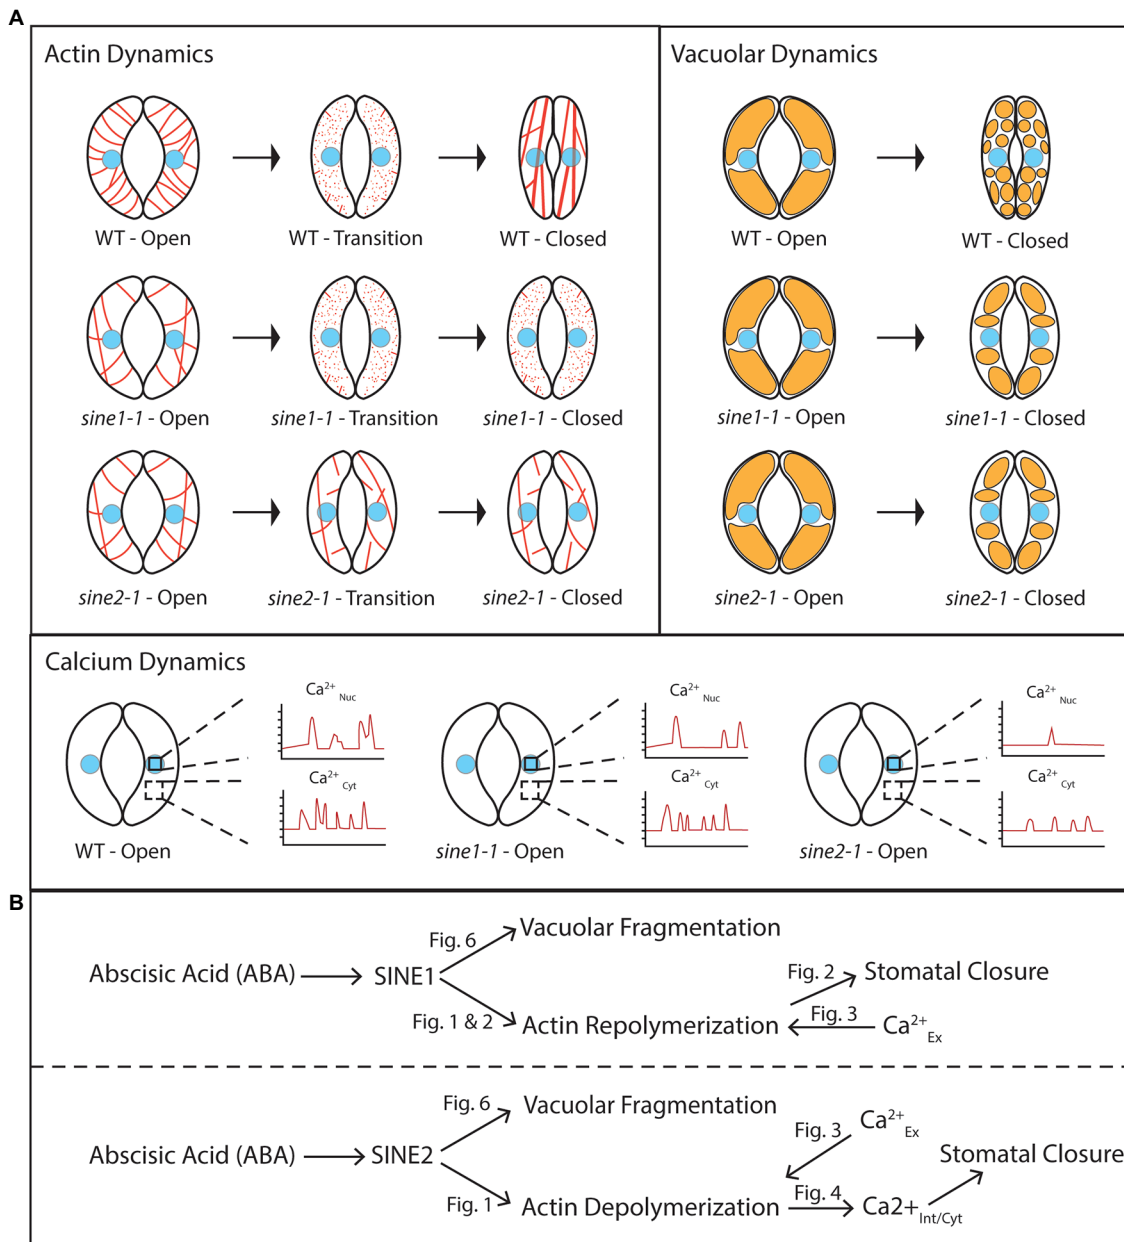 A
Actin Dynamics
Vacuolar Dynamics
WT - Open
WT - Transition
WT - Closed
WT - Open
WT - Closed
sine1-1 - Open
sine1-1 - Transition
sine1-1 - Closed
sine1-1 - Open
sine1-1 - Closed
sine2-1 - Open
sine2-1 - Transition
sine2-1 - Closed
sine2-1 - Open
sine2-1 - Closed
Calcium Dynamics
Ca2+ Nuc
Ca2+ Cyt
WT - Open
Ca2+ Nuc
Ca2+ Cyt
sine1-1 - Open
Ca2+ Nuc
Ca2+ Cyt
sine2-1 - Open
B
Abscisic Acid (ABA)
SINE1
Fig. 6
Vacuolar Fragmentation
Fig. 1 & 2
Actin Repolymerization
Fig. 2
Stomatal Closure
Fig. 3
Ca2+ Ex
Abscisic Acid (ABA)
SINE2
Fig. 6
Vacuolar Fragmentation
Fig. 1
Actin Depolymerization
Fig. 3
Ca2+ Ex
Fig. 4
Ca2+ Int/Cyt
Stomatal Closure